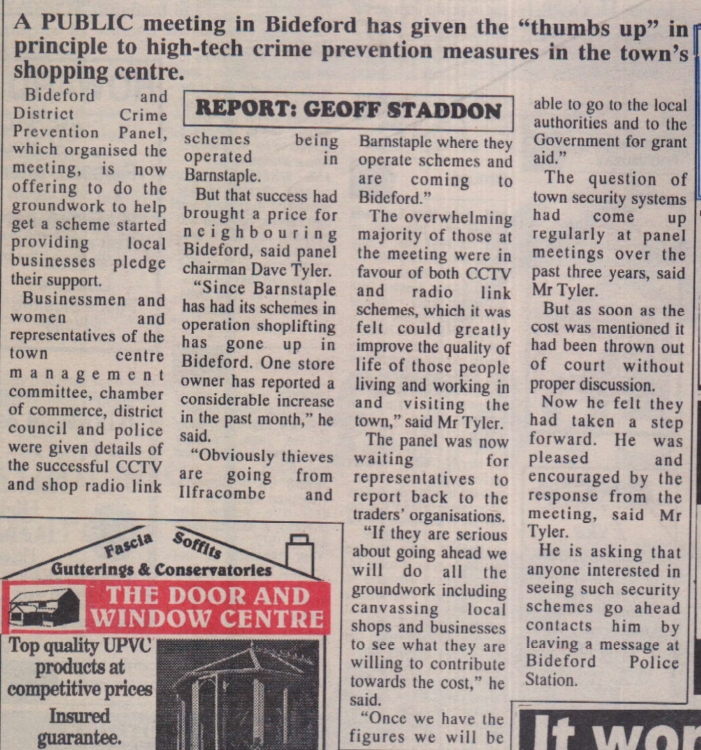 A PUBLIC meeting in Bideford has given the “thumbs up” in
principle to high-tech crime prevention measures in the town’s
shopping centre.
REPORT: GEOFF STADDON
Bideford and
District Crime
Prevention Panel,
which organised the
meeting, is now
offering to do the
groundwork to help
get a scheme started
providing local
businesses pledge
their support.
Businessmen and
women and
representatives of the
town centre
management
committee, chamber
of commerce, district
council and police
were given details of
the successful CCTV
and shop radio link
schemes being
operated in
Barnstaple.
But that success had
brought a price for
neighbouring
Bideford, said panel
chairman Dave Tyler.
“Since Barnstaple
has had its schemes in
operation shoplifting
has gone up in
Bideford. One store
owner has reported a
considerable increase
in the past month,” he
said.
“Obviously thieves
are going from
Ilfracombe and
Barnstaple where they
operate schemes and
are coming to
Bideford.”
The overwhelming
majority of those at
the meeting were in
favour of both CCTV
and radio link
schemes, which it was
felt could greatly
improve the quality of
life of those people
living and working in
and visiting the
town,” said Mr Tyler.
The panel was now
waiting for
representatives to
report back to the
traders’ organisations.
“If they are serious
about going ahead we
will do all the
groundwork including
canvassing local
shops and businesses
to see what they are
willing to contribute
towards the cost,” he
said.
“Once we have the
figures we will be
able to go to the local
authorities and to the
Government for grant
aid.”
The question of
town security systems
had come up
regularly at panel
meetings over the
past three years, said
Mr Tyler.
But as soon as the
cost was mentioned it
had been thrown out
of court without
proper discussion.
Now he felt they
had taken a step
forward. He was
pleased and
encouraged by the
response from the
meeting, said Mr
Tyler.
He is asking that
anyone interested in
seeing such security
schemes go ahead
contacts him by
leaving a message at
Bideford Police
Station.
Fascia Soffits
Gutterings & Conservatories
THE DOOR AND
WINDOW CENTRE
Top quality UPVC
products at
competitive prices
Insured
guarantee.
It wor